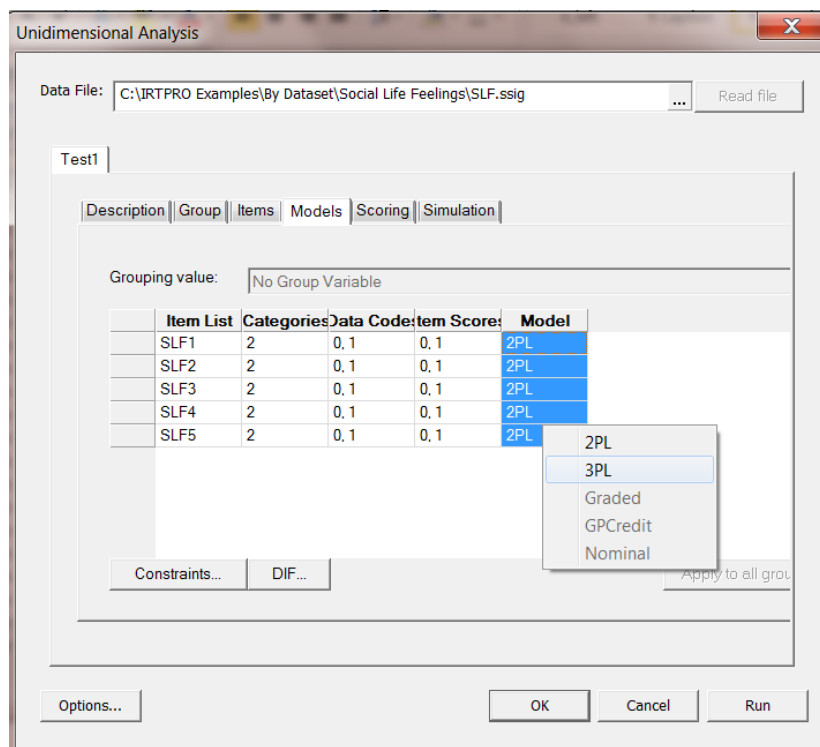 Unidimensional Analysis
X
Data File: C:\IRTPRO Examples\By Dataset\Social Life Feelings\SLF.ssig ... Read file
Test1
Description Group Items Models Scoring Simulation
Grouping value: No Group Variable
Item List Categories Data Code: tem Score: Model
SLF1 2 0, 1 0, 1 2PL
SLF2 2 0, 1 0, 1 2PL
SLF3 2 0, 1 0, 1 2PL
SLF4 2 0, 1 0, 1 2PL
SLF5 2 0, 1 0, 1 2PL
2PL
3PL
Graded
GPCredit
Nominal
Constraints... DIF... Apply to all grou
Options... OK Cancel Run